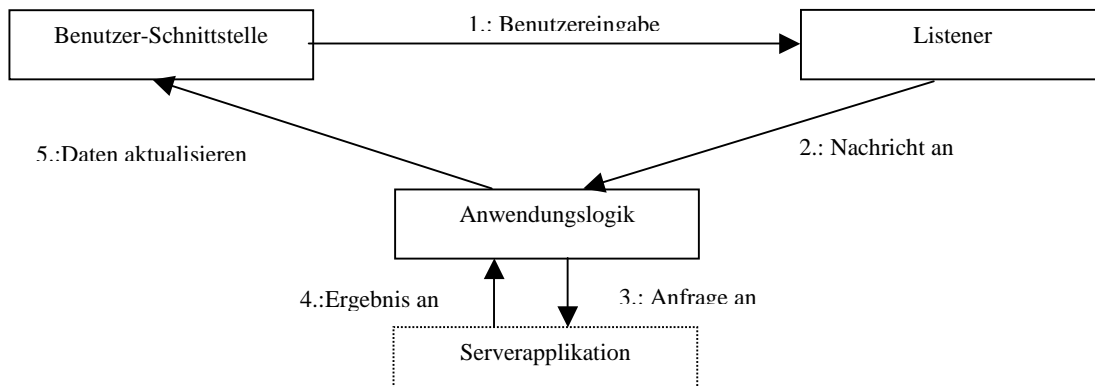 1.: Benutzereingabe
Benutzer-Schnittstelle
Listener
5.:Daten aktualisieren
2.: Nachricht an
Anwendungslogik
4.:Ergebnis an
3.: Anfrage an
Serverapplikation